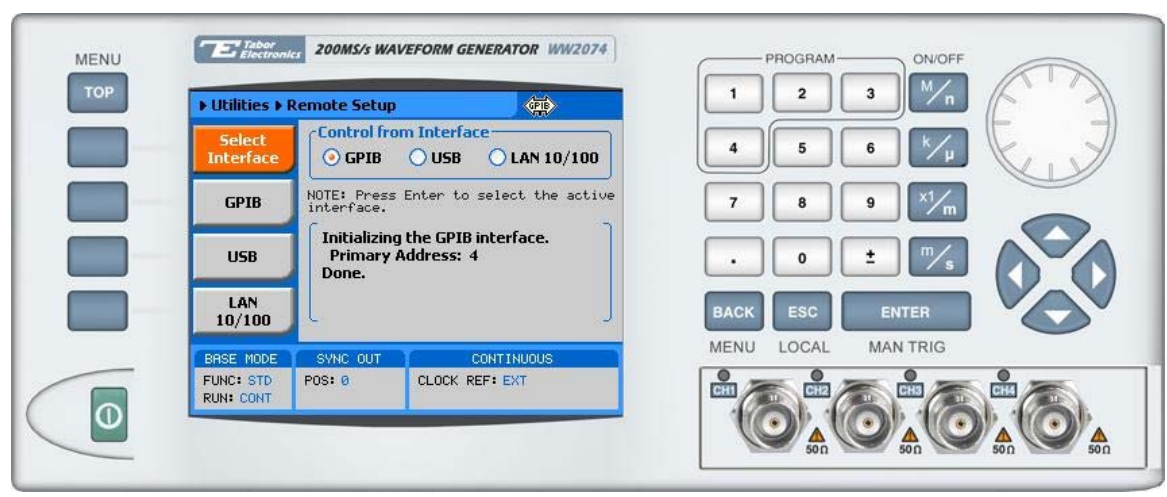 MENU
TOP
Tabor
Electronics
200MS/s WAVEFORM GENERATOR WW2074
Utilities Remote Setup
GPIB
Select
Interface
GPIB
USB
LAN
10/100
Control from Interface
GPIB USB LAN 10/100
NOTE: Press Enter to select the active
interface.
Initializing the GPIB interface.
Primary Address: 4
Done.
BASE MODE SYNC OUT CONTINUOUS
FUNC: STD POS: 0 CLOCK REF: EXT
RUN: CONT
PROGRAM ON/OFF
1 2 3 M/n
4 5 6 k/µ
7 8 9 x1/m
. 0 ± m/s
BACK ESC ENTER
MENU LOCAL MAN TRIG
CH1 CH2 CH3 CH4
50Ω 50Ω 50Ω 50Ω